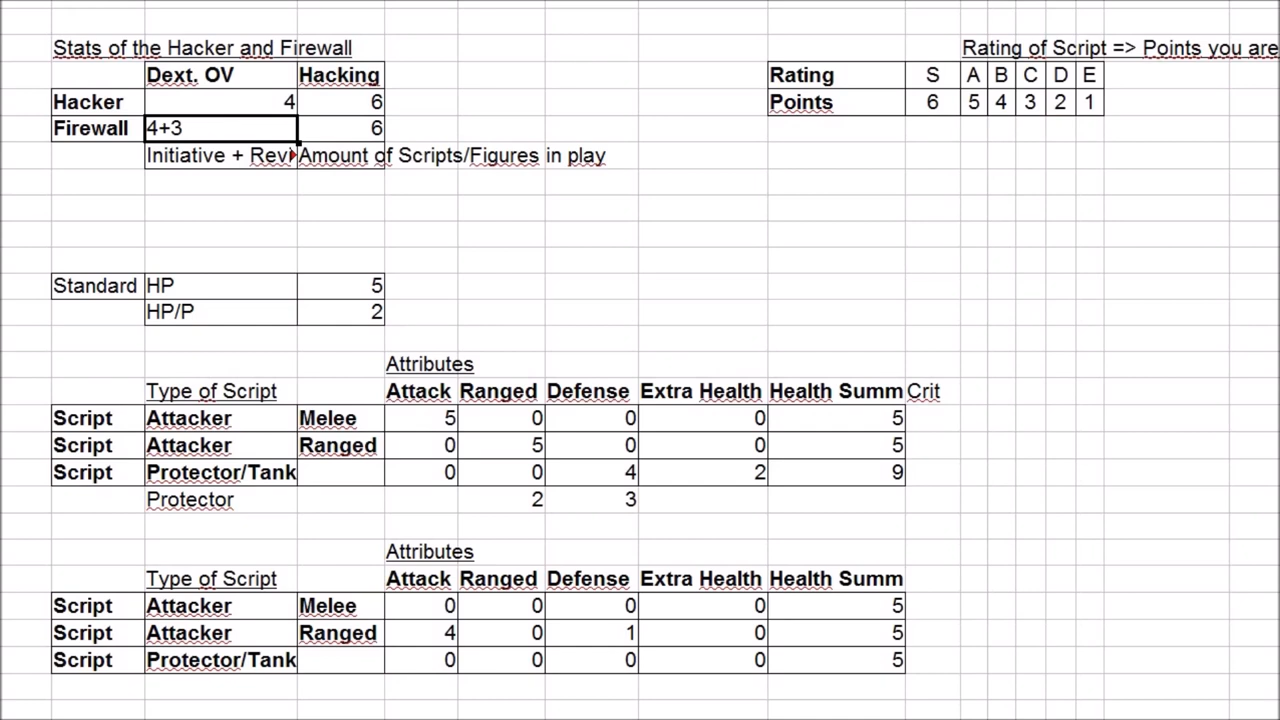 Stats of the Hacker and Firewall Rating of Script => Points you are
Dext. OV Hacking Rating S A B C D E
Hacker 4 6 Points 6 5 4 3 2 1
Firewall 4+3 6
Initiative + Amount of Scripts/Figures in play
Standard HP 5
HP/P 2
Attributes
Type of Script Attack Ranged Defense Extra Health Health Summ Crit
Script Attacker Melee 5 0 0 0 5
Script Attacker Ranged 0 5 0 0 5
Script Protector/Tank 0 0 4 2 9
Protector 2 3
Attributes
Type of Script Attack Ranged Defense Extra Health Health Summ
Script Attacker Melee 0 0 0 0 5
Script Attacker Ranged 4 0 1 0 5
Script Protector/Tank 0 0 0 0 5